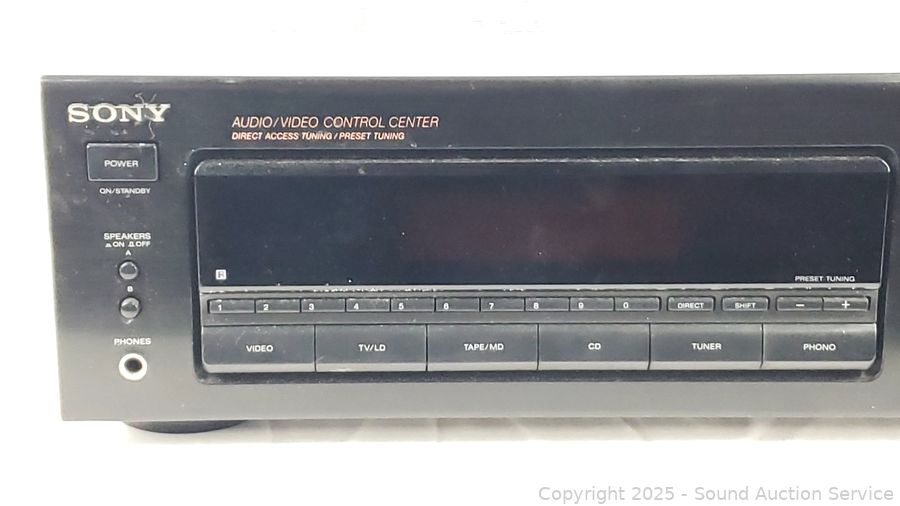 SONY
AUDIO/VIDEO CONTROL CENTER
DIRECT ACCESS TUNING / PRESET TUNING
POWER
ON/STANDBY
SPEAKERS
ON OFF
A
B
PHONES
R
PRESET TUNING
1 2 3 4 5 6 7 8 9 0 DIRECT SHIFT − +
VIDEO TV/LD TAPE/MD CD TUNER PHONO
Copyright 2025 - Sound Auction Service